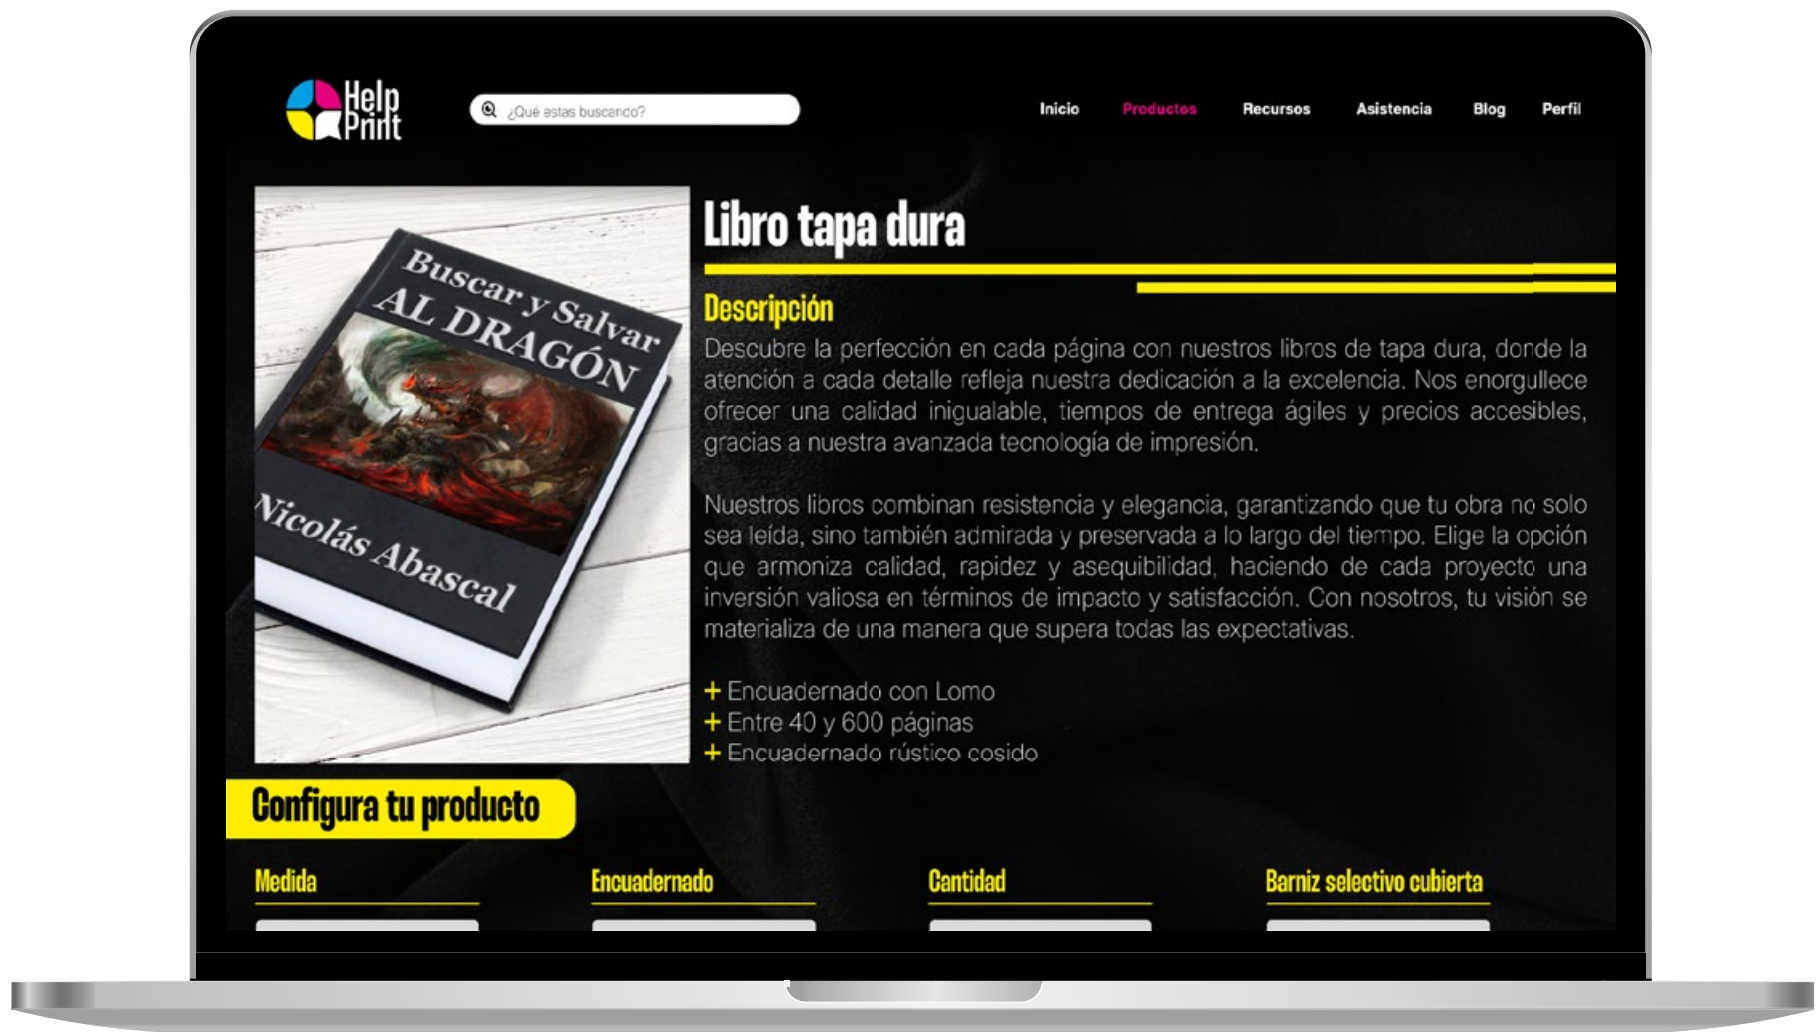 Help
Print
¿Qué estas buscando?
Inicio
Productos
Recursos
Asistencia
Blog
Perfil
Buscar y Salvar
AL DRAGÓN
Nicolás Abascal
Libro tapa dura
Descripción
Descubre la perfección en cada página con nuestros libros de tapa dura, donde la
atención a cada detalle refleja nuestra dedicación a la excelencia. Nos enorgullece
ofrecer una calidad inigualable, tiempos de entrega ágiles y precios accesibles,
gracias a nuestra avanzada tecnología de impresión.
Nuestros libros combinan resistencia y elegancia, garantizando que tu obra no solo
sea leída, sino también admirada y preservada a lo largo del tiempo. Elige la opción
que armoniza calidad, rapidez y asequibilidad, haciendo de cada proyecto una
inversión valiosa en términos de impacto y satisfacción. Con nosotros, tu visión se
materializa de una manera que supera todas las expectativas.
+ Encuadernado con Lomo
+ Entre 40 y 600 páginas
+ Encuadernado rústico cosido
Configura tu producto
Medida
Encuadernado
Cantidad
Barniz selectivo cubierta